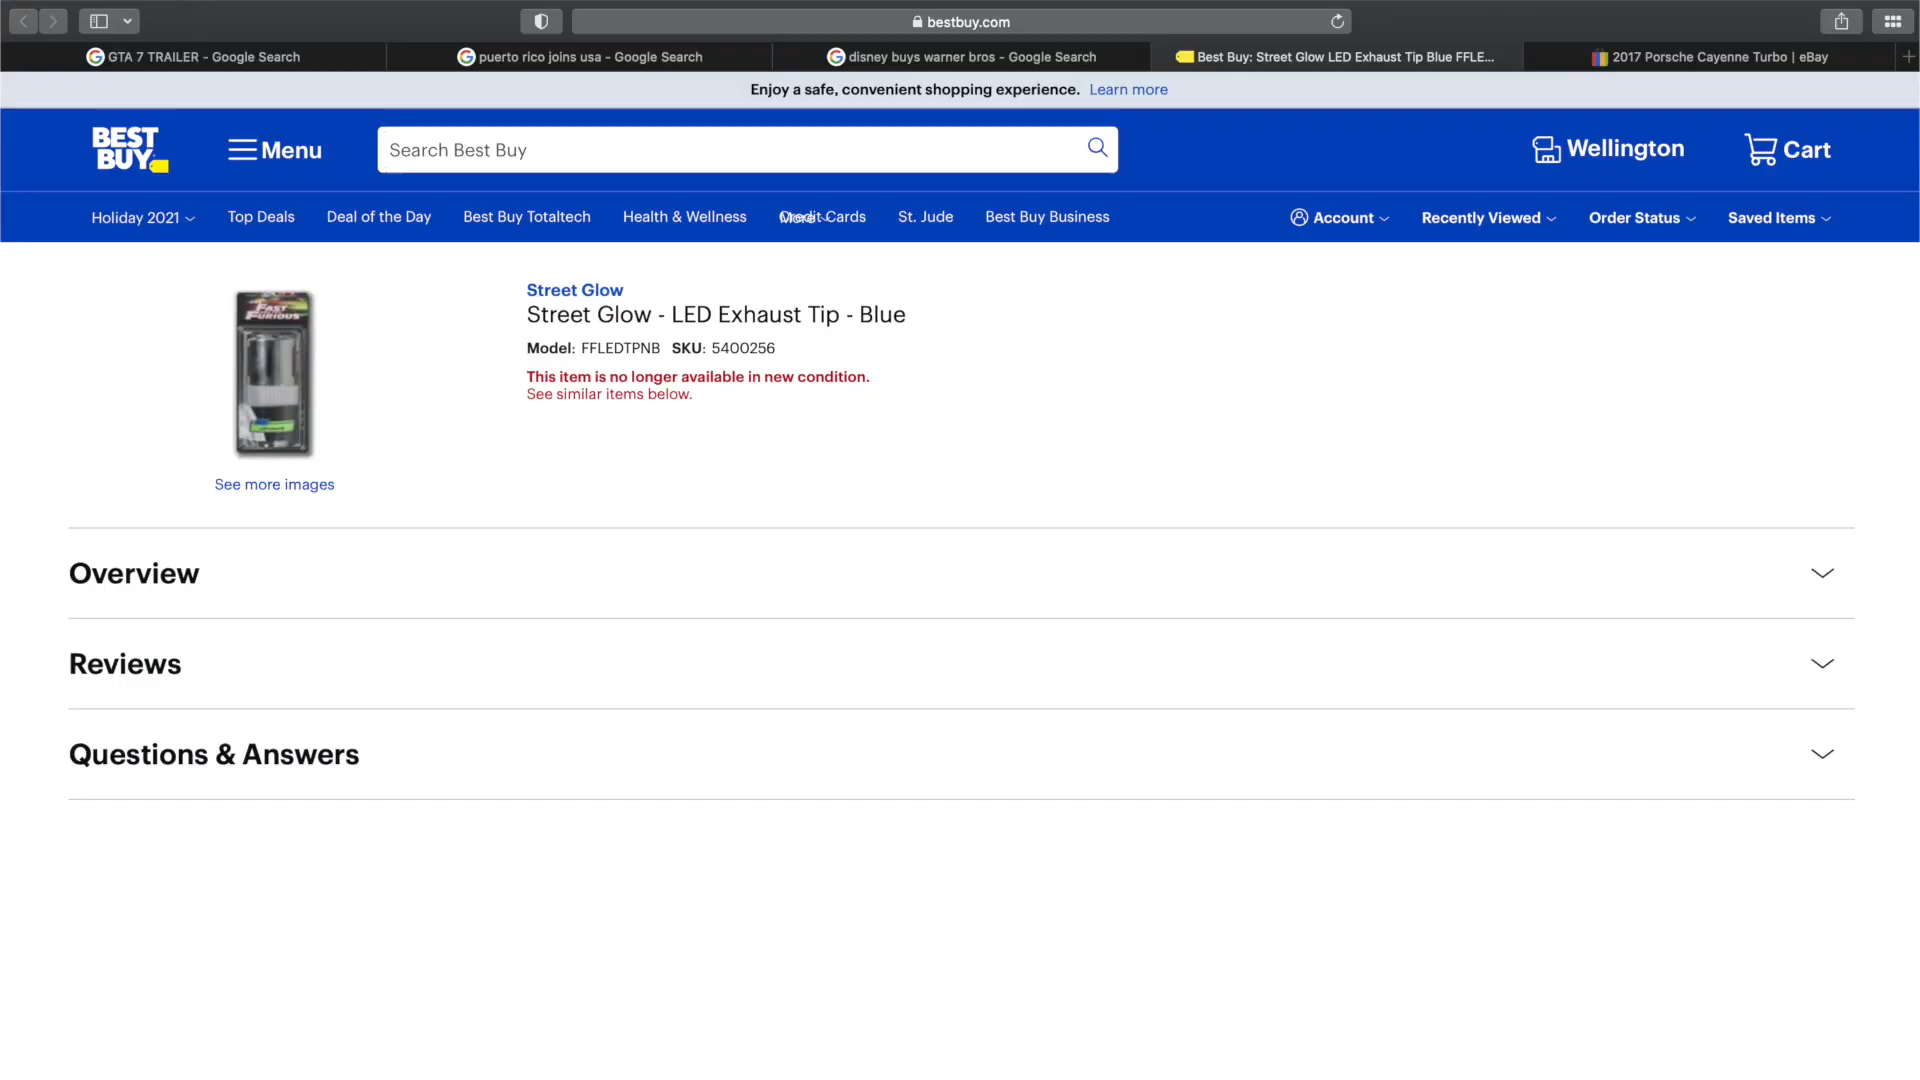 bestbuy.com
GTA 7 TRAILER - Google Search
puerto rico joins usa - Google Search
disney buys warner bros - Google Search
Best Buy: Street Glow LED Exhaust Tip Blue FFLE...
2017 Porsche Cayenne Turbo | eBay
Enjoy a safe, convenient shopping experience. Learn more
BEST BUY
Menu
Search Best Buy
Wellington
Cart
Holiday 2021
Top Deals
Deal of the Day
Best Buy Totaltech
Health & Wellness
Credit Cards
More
St. Jude
Best Buy Business
Account
Recently Viewed
Order Status
Saved Items
FAST
FURIOUS
See more images
Street Glow
Street Glow - LED Exhaust Tip - Blue
Model: FFLEDTPNB SKU: 5400256
This item is no longer available in new condition.
See similar items below.
Overview
Reviews
Questions & Answers